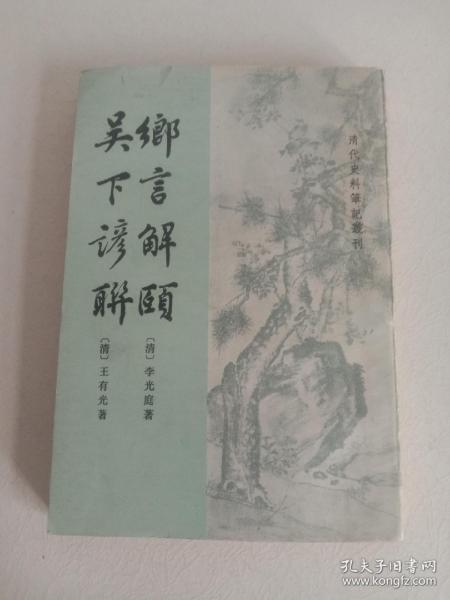 清代史料筆記叢刊
鄉言解頤
〔清〕李光庭著
吴下諺聯
〔清〕王有光著
孔夫子旧书网
www.kongfz.com